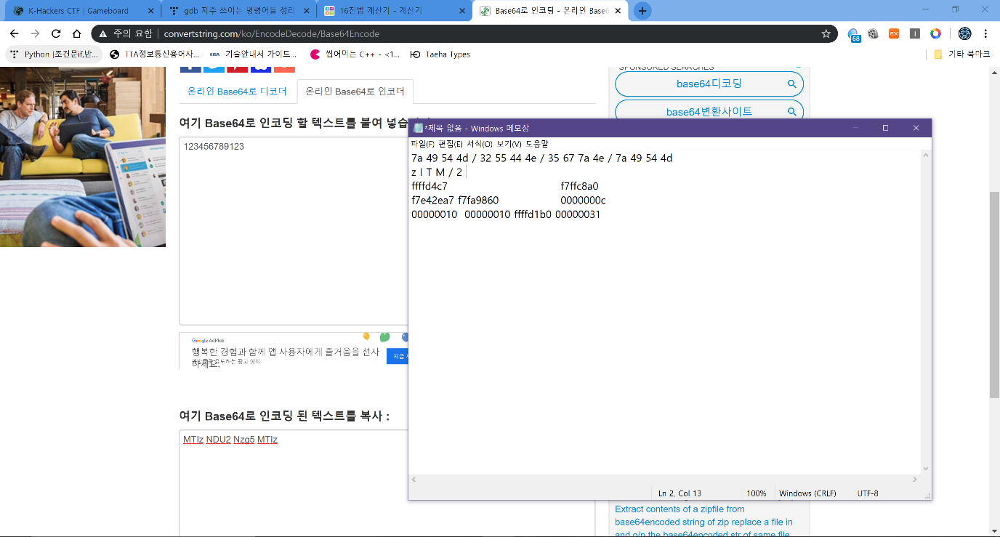 K-Hackers CTF | Gameboard
gdb 자주 쓰이는 명령어들 정리
16진법 계산기 - 계산기
Base64로 인코딩 - 온라인 Base6
주의 요함 | convertstring.com/ko/EncodeDecode/Base64Encode
68
EX
Python [조건문if,반...
TTA정보통신용어사...
KISA 기술안내서 가이드...
씹어먹는 C++ - <1...
Taeha Types
기타 북마크
SPONSORED SEARCHES
base64디코딩
base64변환사이트
온라인 Base64로 디코더
온라인 Base64로 인코더
여기 Base64로 인코딩 할 텍스트를 붙여 넣습
123456789123
*제목 없음 - Windows 메모장
파일(F) 편집(E) 서식(O) 보기(V) 도움말
7a 49 54 4d / 32 55 44 4e / 35 67 7a 4e / 7a 49 54 4d
z I T M / 2
ffffd4c7 f7ffc8a0
f7e42ea7 f7fa9860 0000000c
00000010 00000010 ffffd1b0 00000031
Ln 2, Col 13
100%
Windows (CRLF)
UTF-8
Google AdMob
행복한 경험과 함께 앱 사용자에게 즐거움을 선사
하세요.
지금
여기 Base64로 인코딩 된 텍스트를 복사 :
MTIz NDU2 Nzg5 MTIz
Extract contents of a zipfile from
base64encoded string of zip replace a file in
and o/p the base64encoded str of same file